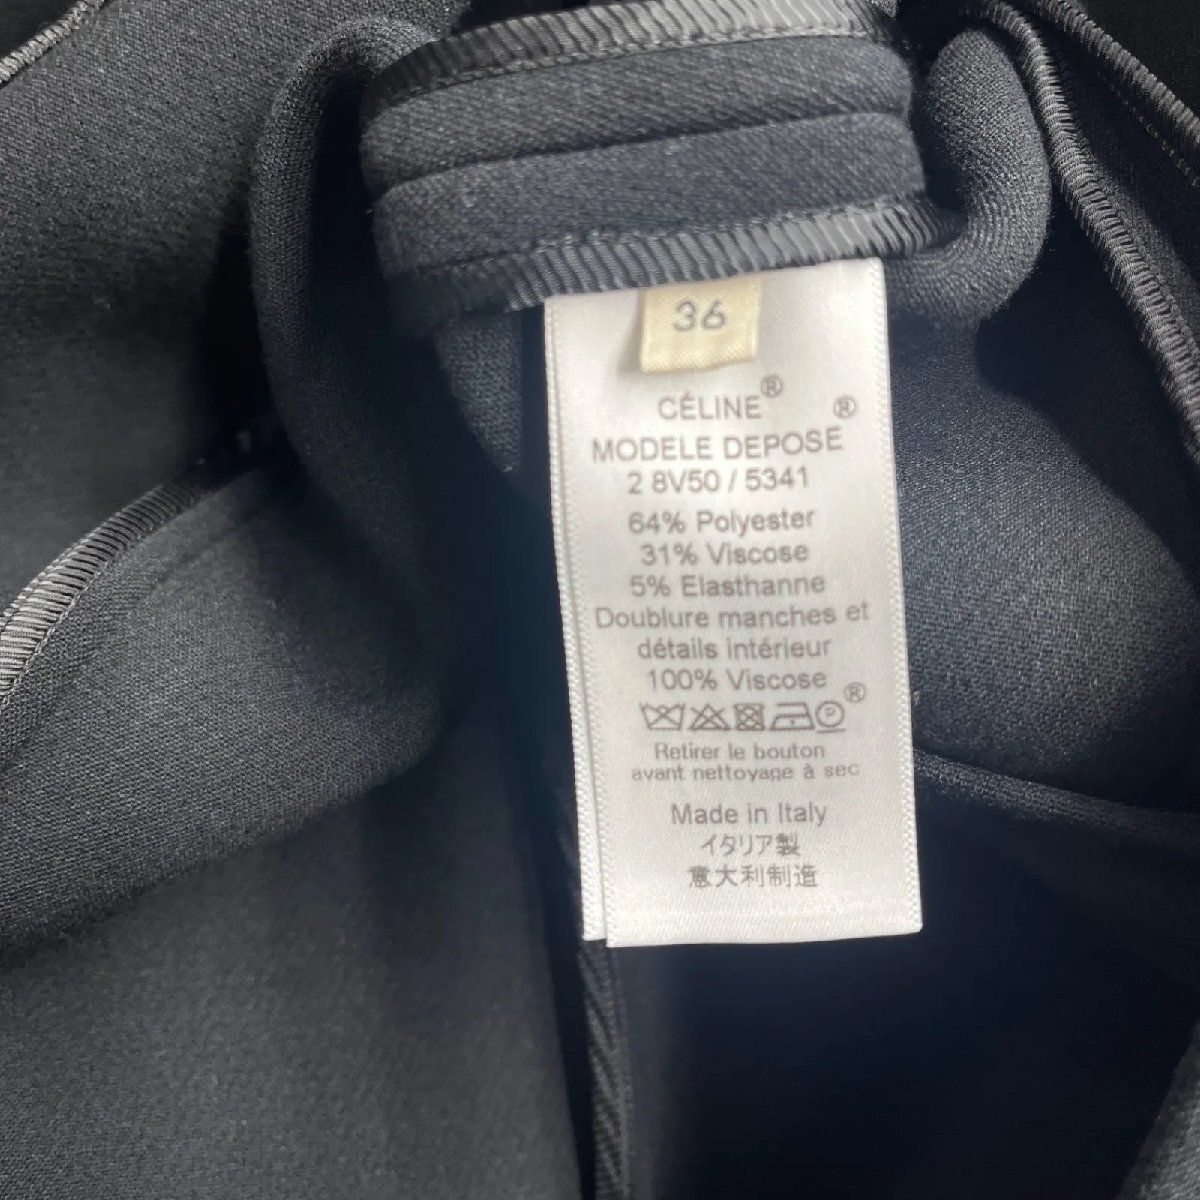 36
CÉLINE®
MODELE DEPOSE ®
2 8V50 / 5341
64% Polyester
31% Viscose
5% Elasthanne
Doublure manches et
détails intérieur
100% Viscose
®
Retirer le bouton
avant nettoyage à sec
Made in Italy
イタリア製
意大利制造